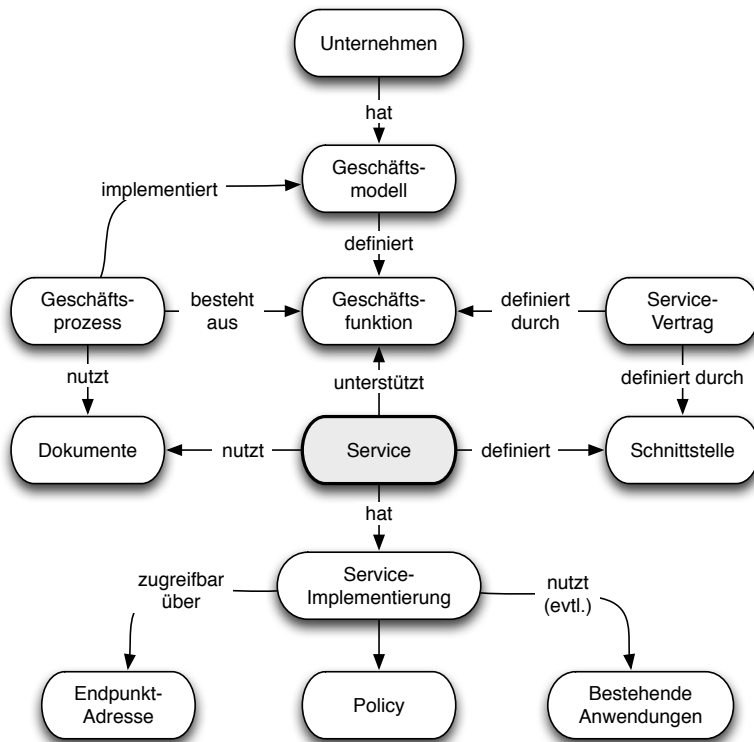 Unternehmen
hat
Geschäfts-
modell
implementiert
definiert
Geschäfts-
prozess
besteht
aus
Geschäfts-
funktion
definiert
durch
Service-
Vertrag
nutzt
unterstützt
definiert durch
Dokumente
nutzt
Service
definiert
Schnittstelle
hat
zugreifbar
über
Service-
Implementierung
nutzt
(evtl.)
Endpunkt-
Adresse
Policy
Bestehende
Anwendungen